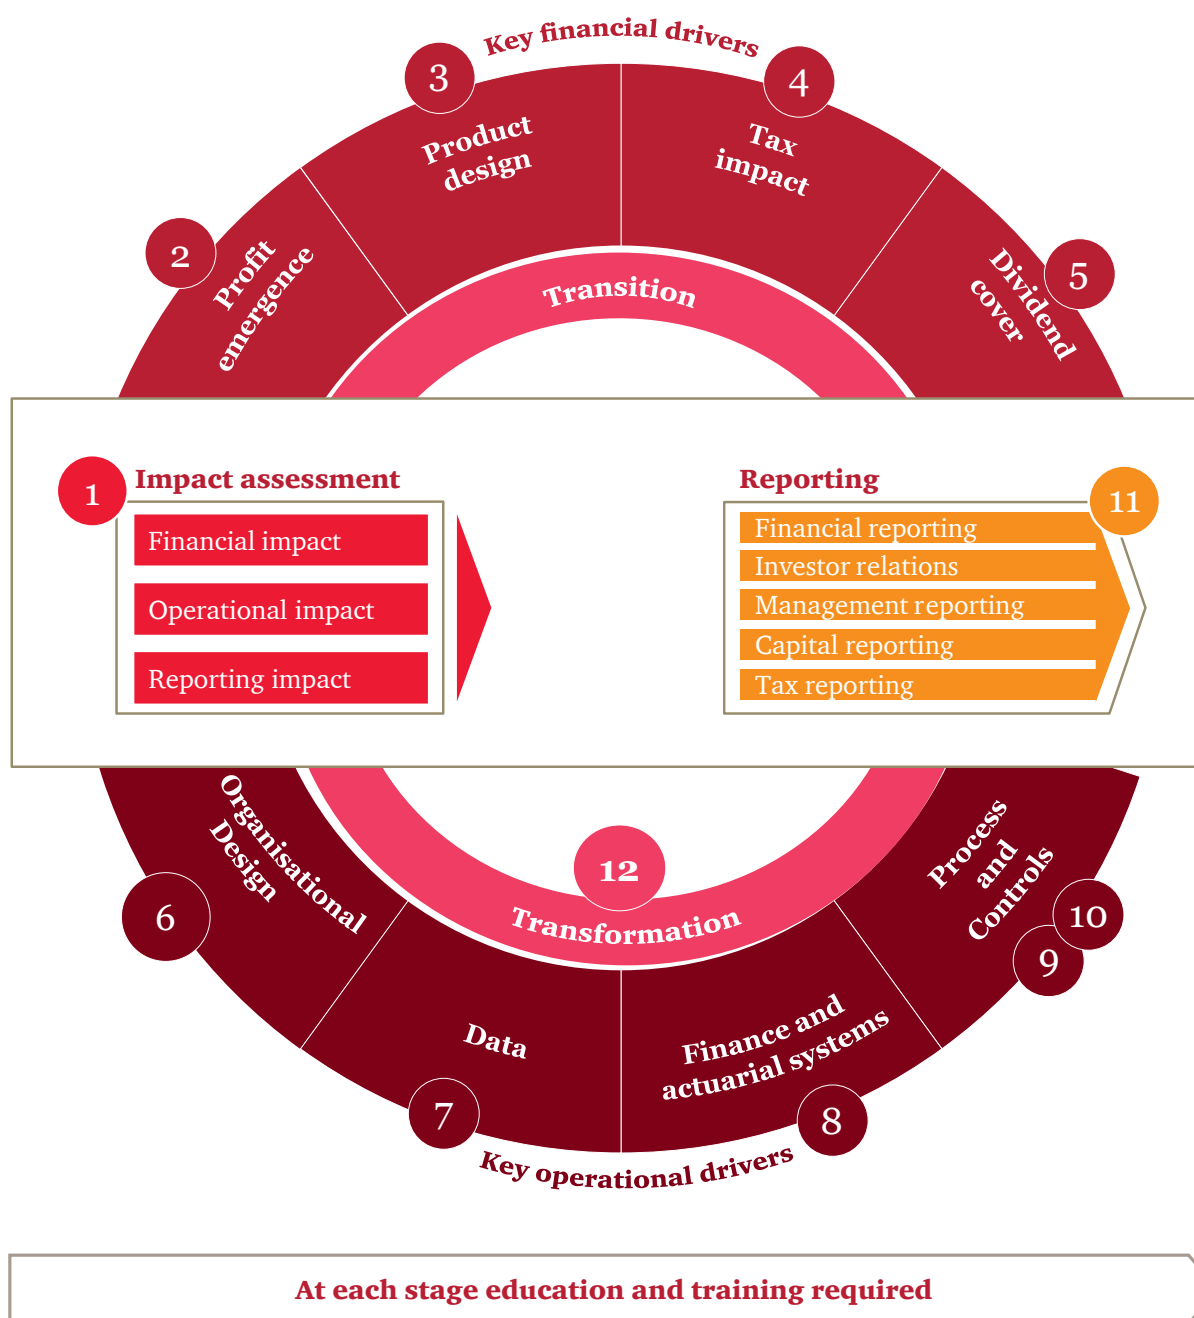 Key financial drivers
3
4
Product
design
Tax
impact
2
Profit
emergence
5
Dividend
cover
Transition
1
Impact assessment
Financial impact
Operational impact
Reporting impact
Reporting
11
Financial reporting
Investor relations
Management reporting
Capital reporting
Tax reporting
Organisational
Design
6
12
Transformation
Process
and
Controls
10
9
Data
7
Finance and
actuarial systems
8
Key operational drivers
At each stage education and training required